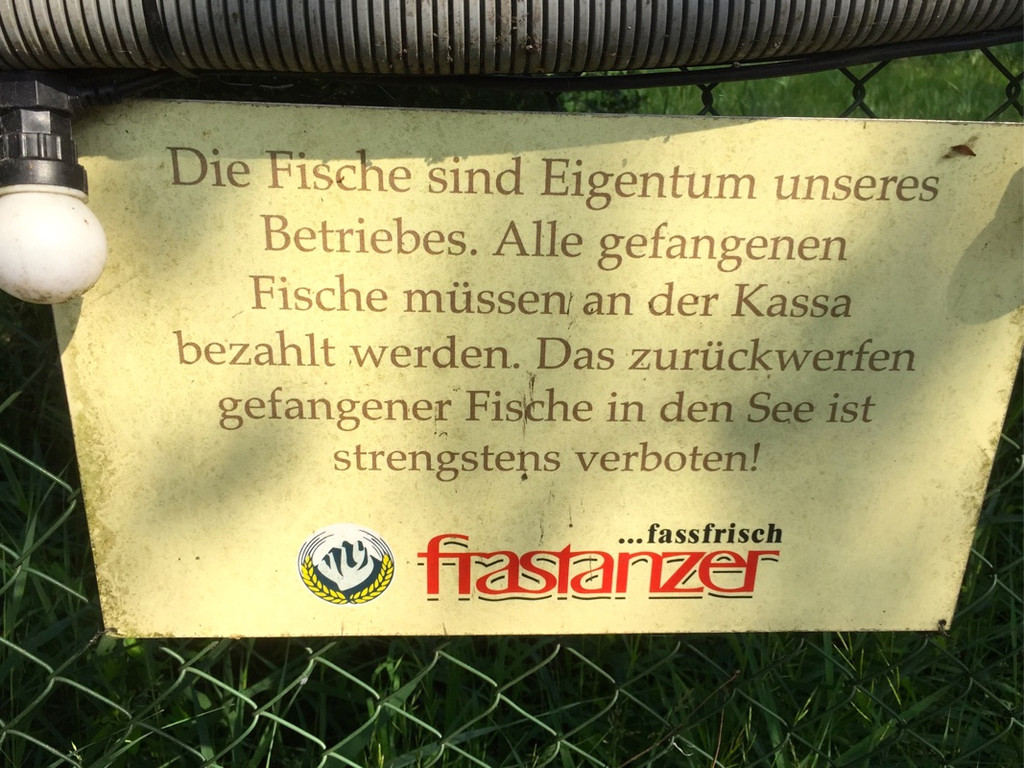 Die Fische sind Eigentum unseres
Betriebes. Alle gefangenen
Fische müssen an der Kassa
bezahlt werden. Das zurückwerfen
gefangener Fische in den See ist
strengstens verboten!
...fassfrisch
frastanzer